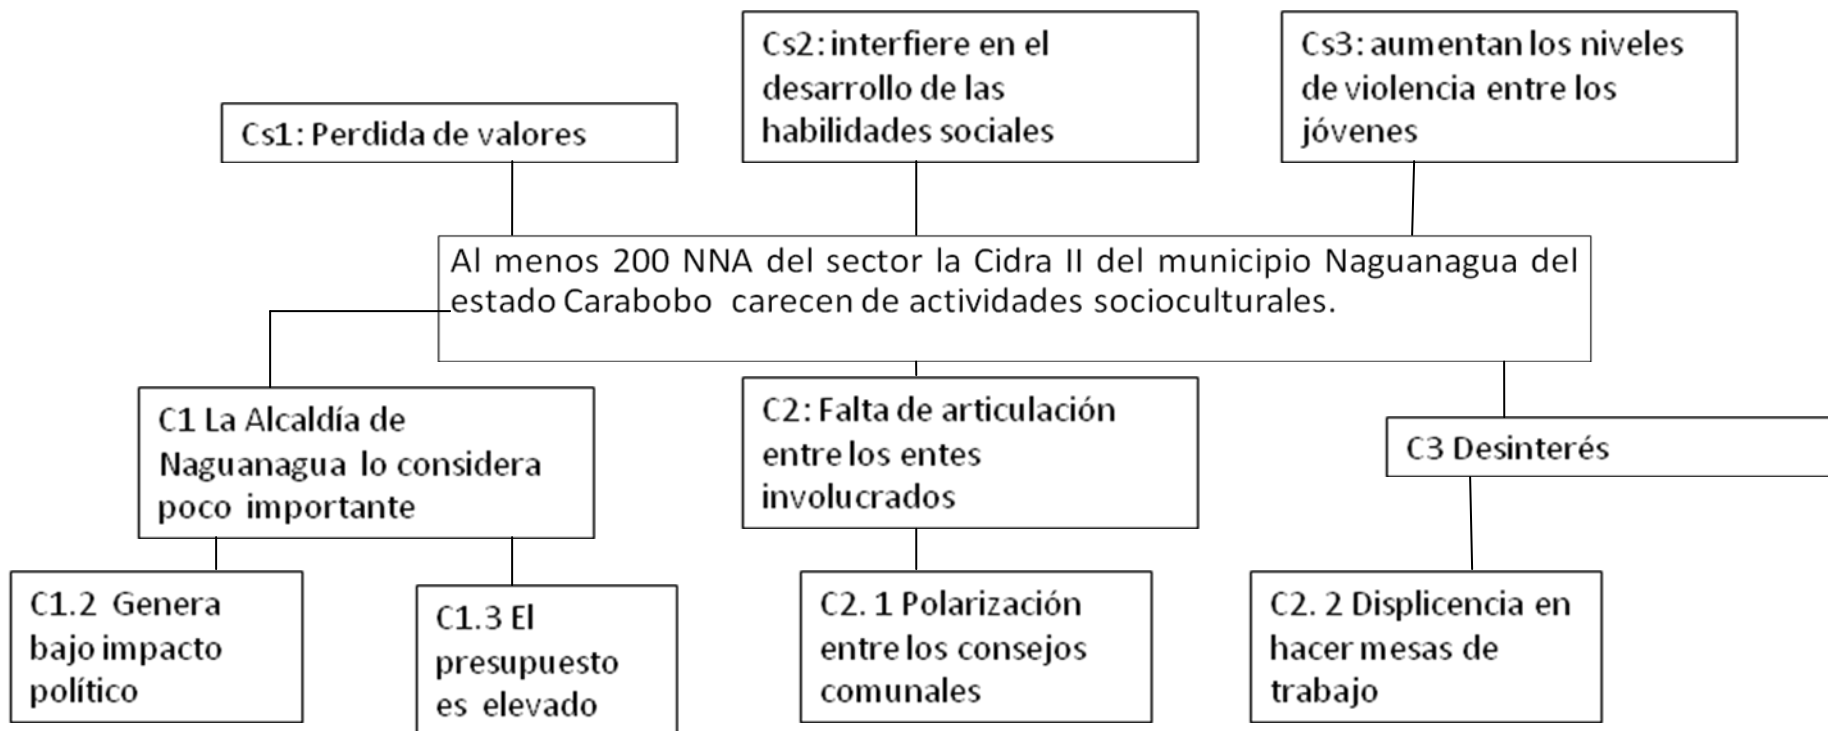 Cs1: Perdida de valores
Cs2: interfiere en el
desarrollo de las
habilidades sociales
Cs3: aumentan los niveles
de violencia entre los
jóvenes
Al menos 200 NNA del sector la Cidra II del municipio Naguanagua del
estado Carabobo carecen de actividades socioculturales.
C1 La Alcaldía de
Naguanagua lo considera
poco importante
C2: Falta de articulación
entre los entes
involucrados
C3 Desinterés
C1.2 Genera
bajo impacto
político
C1.3 El
presupuesto
es elevado
C2. 1 Polarización
entre los consejos
comunales
C2. 2 Displicencia en
hacer mesas de
trabajo